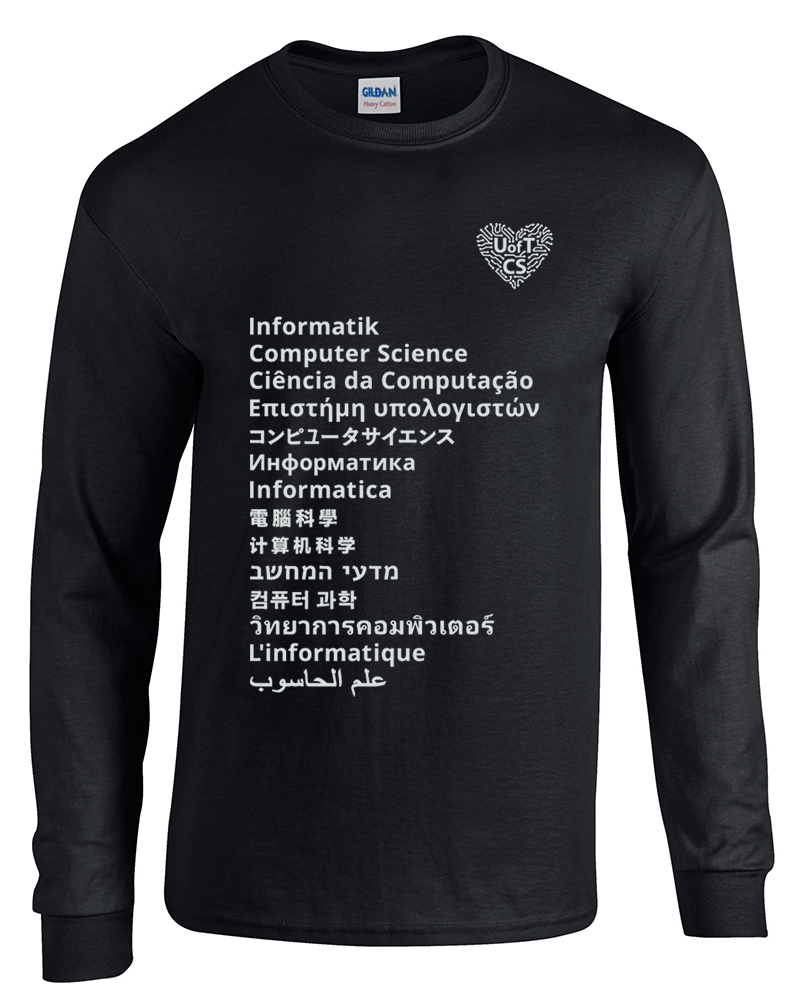 GILDAN
Heavy Cotton
UofT
CS
Informatik
Computer Science
Ciência da Computação
Επιστήμη υπολογιστών
コンピュータサイエンス
Информатика
Informatica
電腦科學
计算机科学
מדעי המחשב
컴퓨터 과학
วิทยาการคอมพิวเตอร์
L'informatique
علم الحاسوب